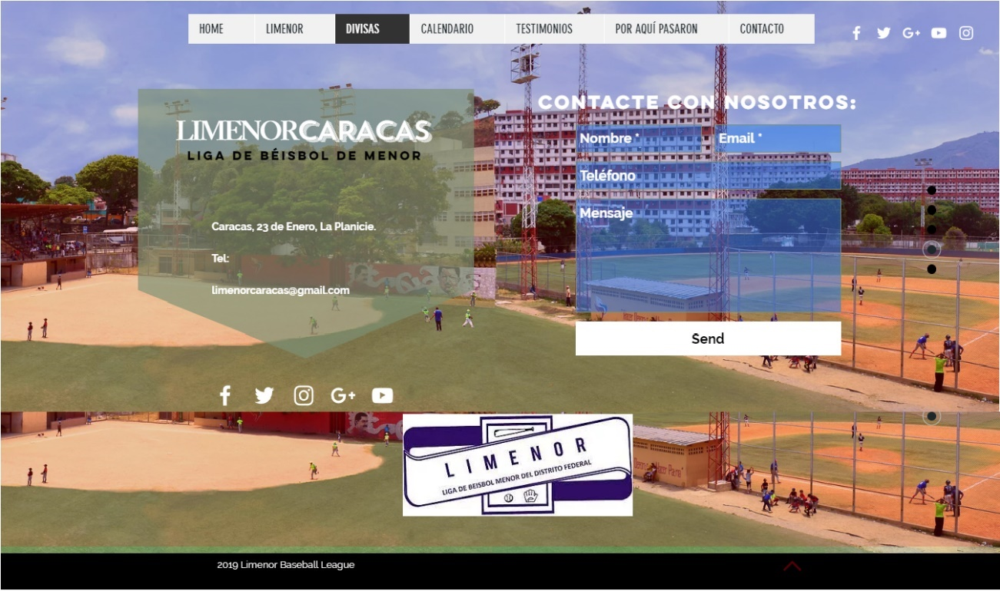 HOME
LIMENOR
DIVISAS
CALENDARIO
TESTIMONIOS
POR AQUÍ PASARON
CONTACTO
LIMENORCARACAS
LIGA DE BÉISBOL DE MENOR
Caracas, 23 de Enero, La Planicie.
Tel:
limenorcaracas@gmail.com
CONTACTE CON NOSOTROS:
Nombre *
Email *
Teléfono
Mensaje
Send
LIMENOR
LIGA DE BEISBOL MENOR DEL DISTRITO FEDERAL
2019 Limenor Baseball League